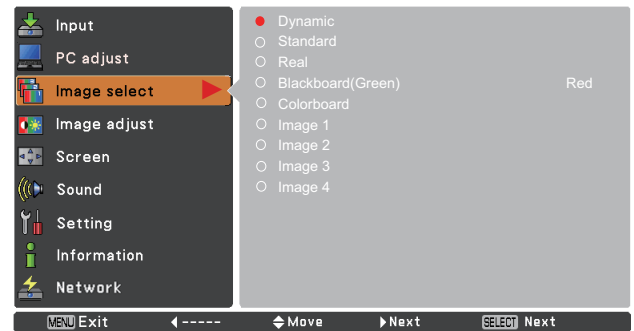 Input
PC adjust
Image select
Image adjust
Screen
Sound
Setting
Information
Network
Dynamic
Standard
Real
Blackboard(Green) Red
Colorboard
Image 1
Image 2
Image 3
Image 4
MENU Exit ----- Move Next SELECT Next